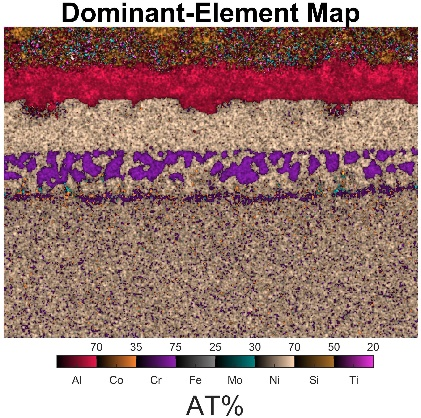 Dominant-Element Map
70 35 75 25 30 70 50 20
Al Co Cr Fe Mo Ni Si Ti
AT%